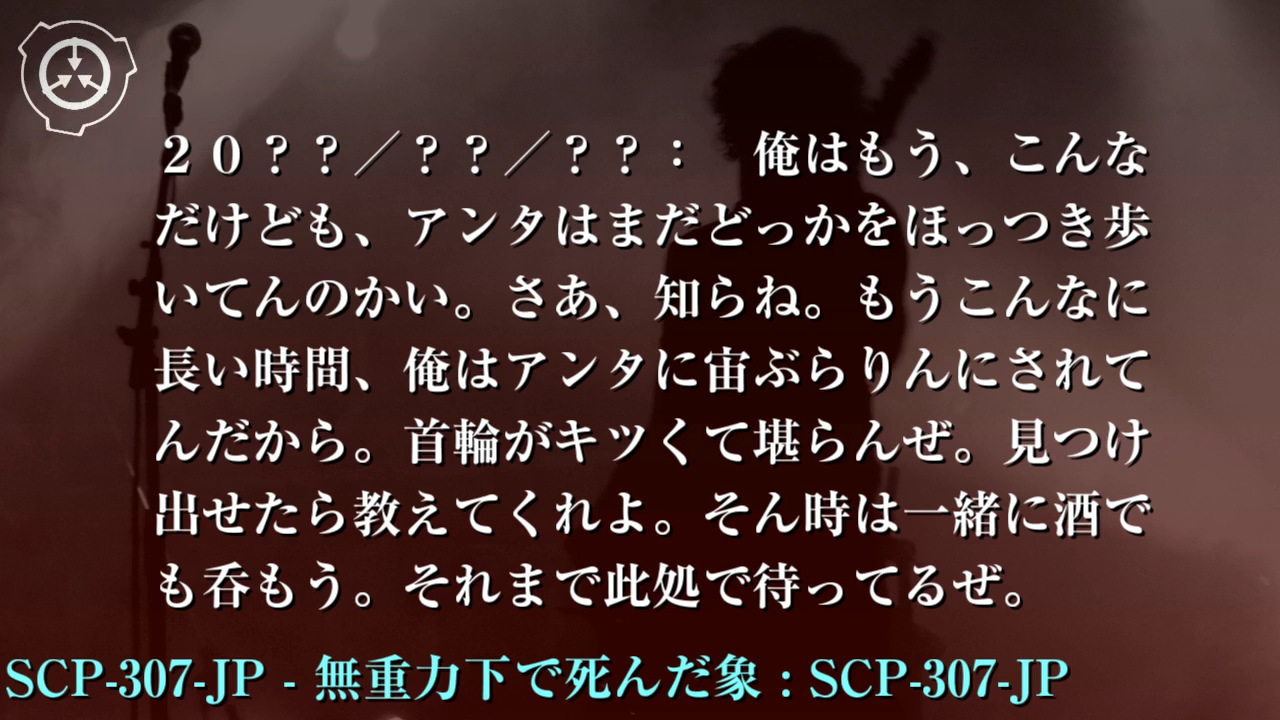 ２０？？／？？／？？：　俺はもう、こんな
だけども、アンタはまだどっかをほっつき歩
いてんのかい。さあ、知らね。もうこんなに
長い時間、俺はアンタに宙ぶらりんにされて
んだから。首輪がキツくて堪らんぜ。見つけ
出せたら教えてくれよ。そん時は一緒に酒で
も呑もう。それまで此処で待ってるぜ。
SCP-307-JP - 無重力下で死んだ象 : SCP-307-JP